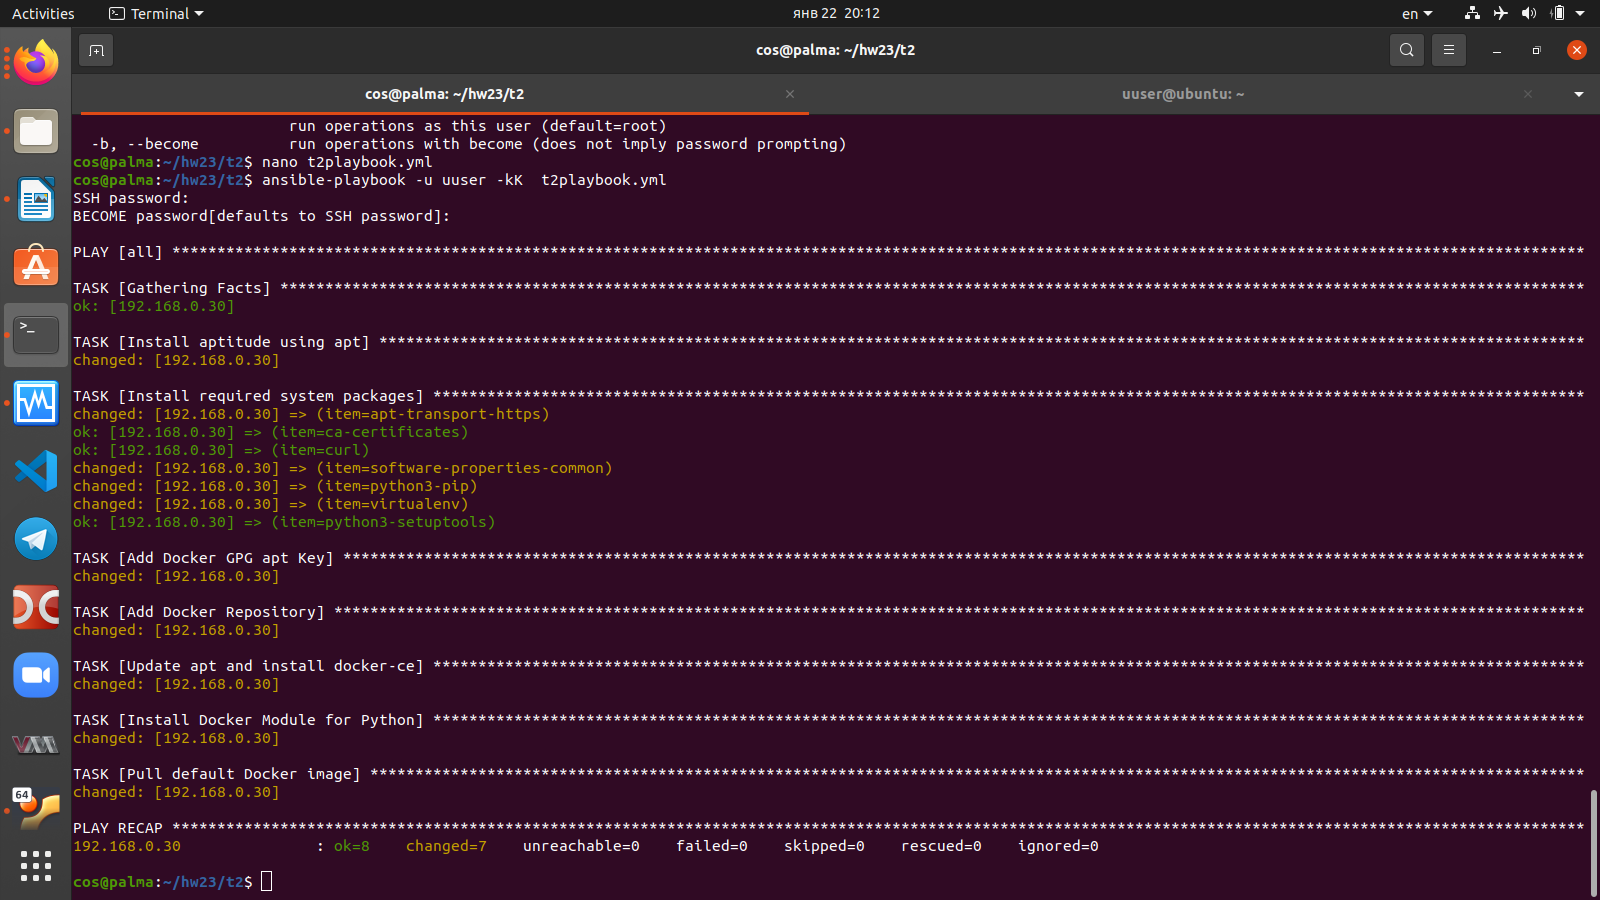 Activities
Terminal
янв 22 20:12
en
cos@palma: ~/hw23/t2
cos@palma: ~/hw23/t2
uuser@ubuntu: ~
run operations as this user (default=root)
-b, --become run operations with become (does not imply password prompting)
cos@palma:~/hw23/t2$ nano t2playbook.yml
cos@palma:~/hw23/t2$ ansible-playbook -u uuser -kK  t2playbook.yml
SSH password:
BECOME password[defaults to SSH password]:
PLAY [all] *************************************************************************************************************************************************************
TASK [Gathering Facts] *************************************************************************************************************************************************
ok: [192.168.0.30]
TASK [Install aptitude using apt] **************************************************************************************************************************************
changed: [192.168.0.30]
TASK [Install required system packages] ********************************************************************************************************************************
changed: [192.168.0.30] => (item=apt-transport-https)
ok: [192.168.0.30] => (item=ca-certificates)
ok: [192.168.0.30] => (item=curl)
changed: [192.168.0.30] => (item=software-properties-common)
changed: [192.168.0.30] => (item=python3-pip)
changed: [192.168.0.30] => (item=virtualenv)
ok: [192.168.0.30] => (item=python3-setuptools)
TASK [Add Docker GPG apt Key] ******************************************************************************************************************************************
changed: [192.168.0.30]
TASK [Add Docker Repository] *******************************************************************************************************************************************
changed: [192.168.0.30]
TASK [Update apt and install docker-ce] ********************************************************************************************************************************
changed: [192.168.0.30]
TASK [Install Docker Module for Python] ********************************************************************************************************************************
changed: [192.168.0.30]
TASK [Pull default Docker image] ***************************************************************************************************************************************
changed: [192.168.0.30]
PLAY RECAP *************************************************************************************************************************************************************
192.168.0.30 : ok=8 changed=7 unreachable=0 failed=0 skipped=0 rescued=0 ignored=0
cos@palma:~/hw23/t2$
64